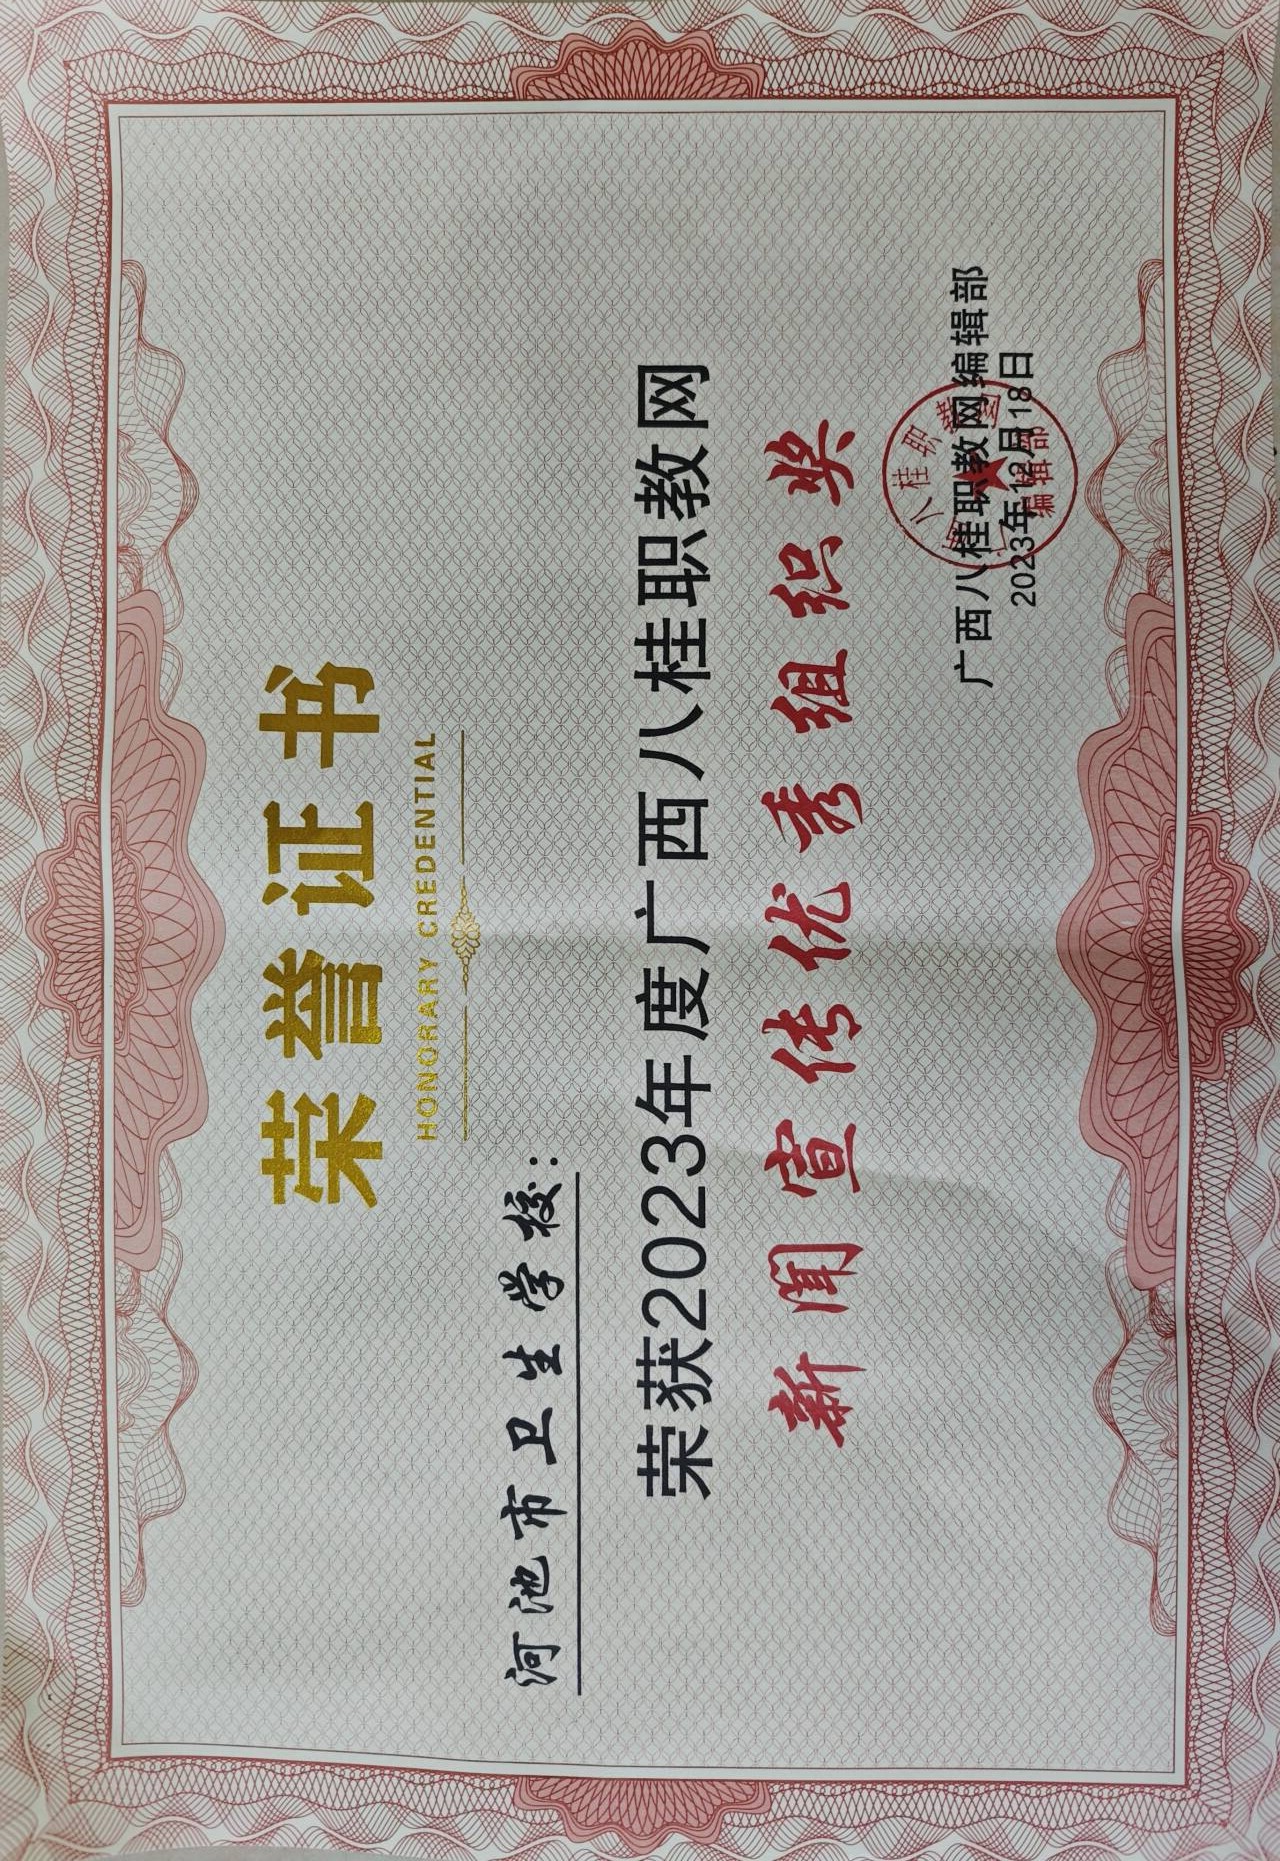 荣誉证书
HONORARY CREDENTIAL
河池市卫生学校：
荣获2023年度广西八桂职教网
新闻宣传优秀组织奖
广西八桂职教网编辑部
2023年12月18日
编辑部